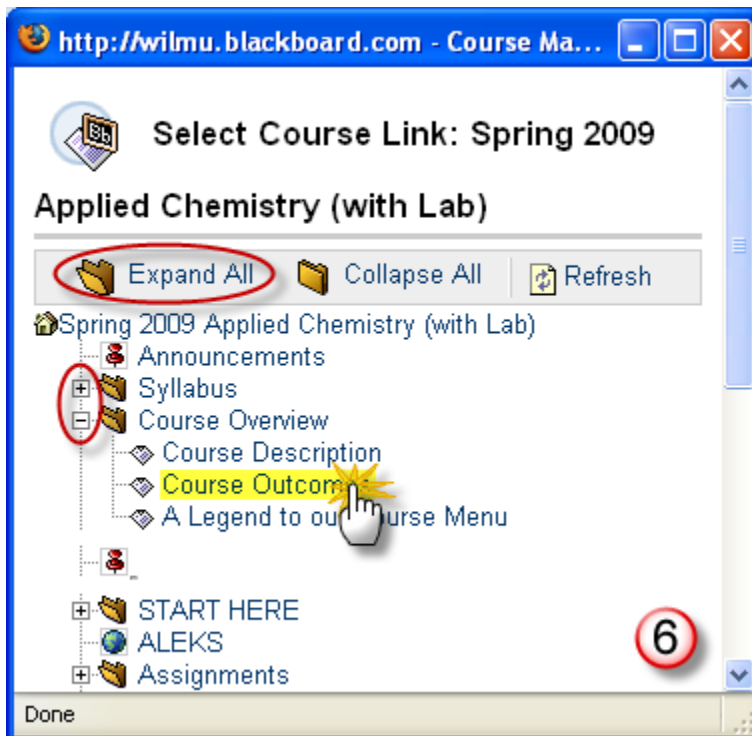 http://wilmu.blackboard.com - Course Ma...
Bb
Select Course Link: Spring 2009
Applied Chemistry (with Lab)
Expand All Collapse All Refresh
Spring 2009 Applied Chemistry (with Lab)
Announcements
Syllabus
Course Overview
Course Description
Course
A Legend to Menu
START HERE
ALEKS
Assignments
6
Done